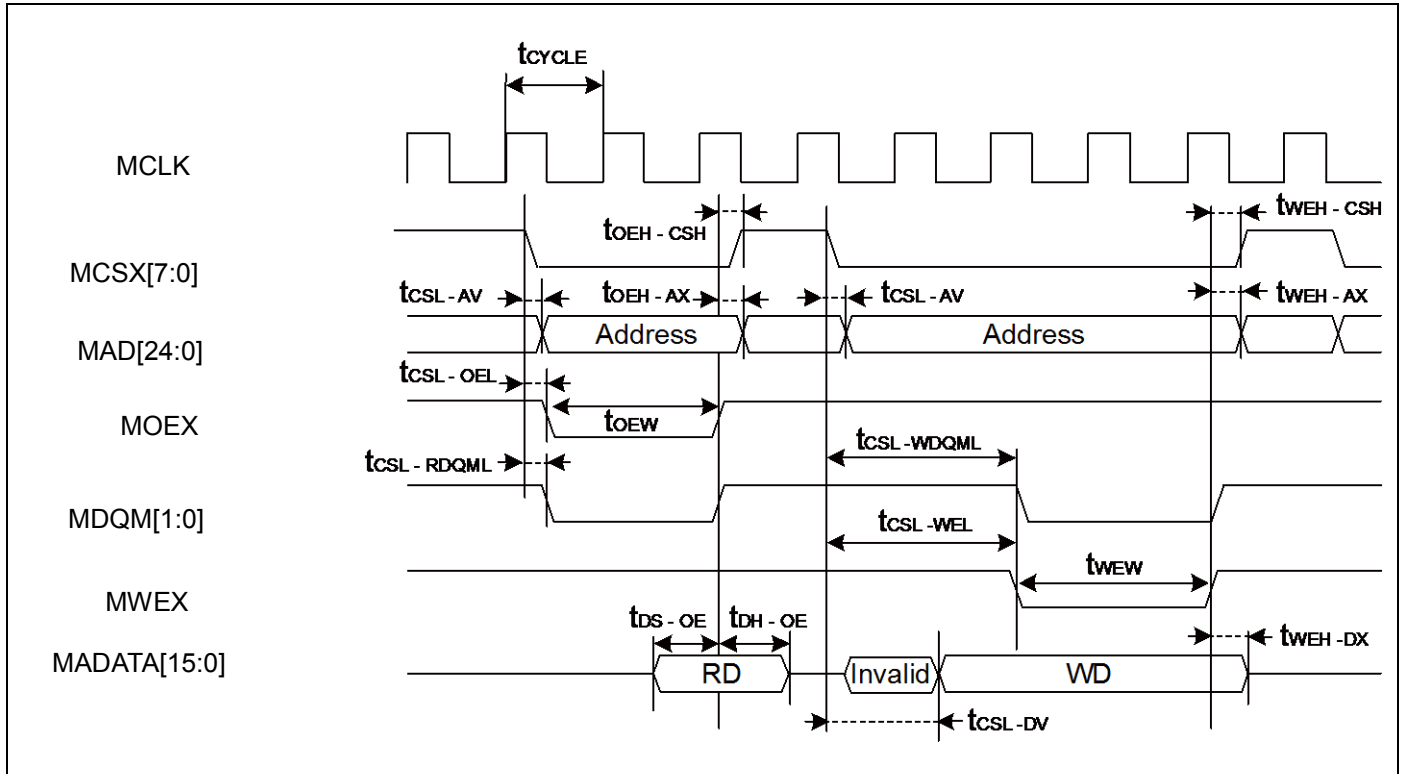 tCYCLE
MCLK
tOEH - CSH
tWEH - CSH
MCSX[7:0]
tCSL - AV
tOEH - AX
tCSL - AV
tWEH - AX
MAD[24:0]
Address
Address
tCSL - OEL
MOEX
tOEW
tCSL -WDQML
tCSL - RDQML
MDQM[1:0]
tCSL -WEL
tWEW
MWEX
tDS - OE
tDH - OE
tWEH -DX
MADATA[15:0]
RD
Invalid
WD
tCSL -DV